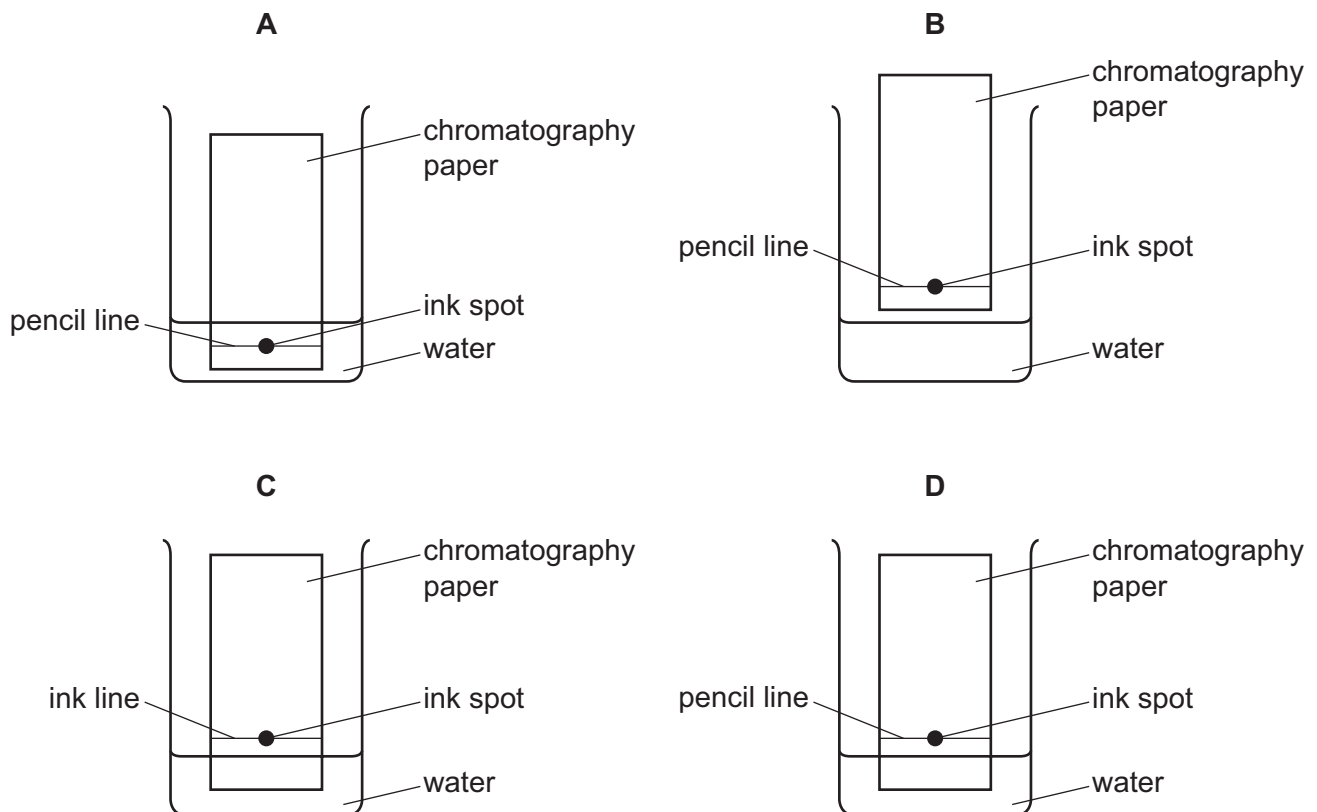 A
chromatography
paper
pencil line
ink spot
water
B
chromatography
paper
pencil line
ink spot
water
C
chromatography
paper
ink line
ink spot
water
D
chromatography
paper
pencil line
ink spot
water